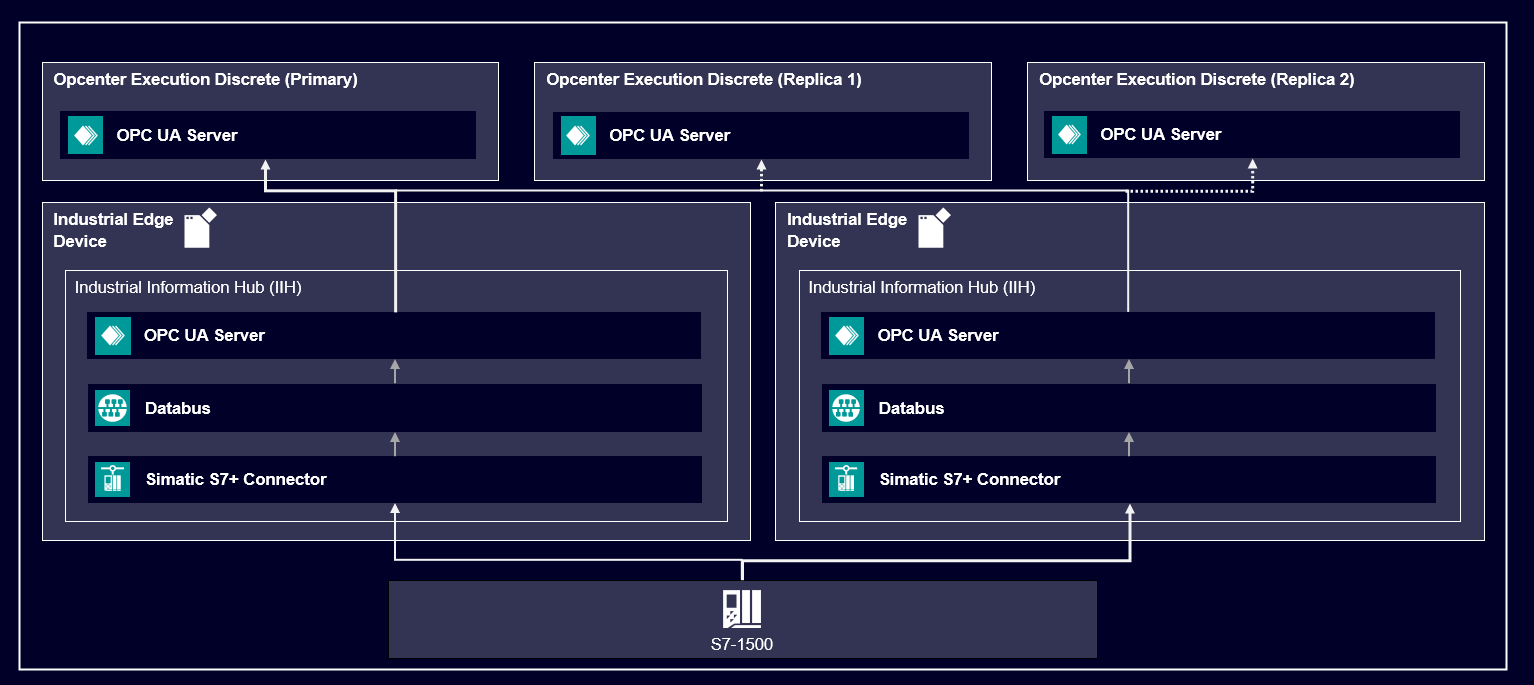 Opcenter Execution Discrete (Primary)
OPC UA Server
Opcenter Execution Discrete (Replica 1)
OPC UA Server
Opcenter Execution Discrete (Replica 2)
OPC UA Server
Industrial Edge
Device
Industrial Information Hub (IIH)
OPC UA Server
Databus
Simatic S7+ Connector
Industrial Edge
Device
Industrial Information Hub (IIH)
OPC UA Server
Databus
Simatic S7+ Connector
S7-1500